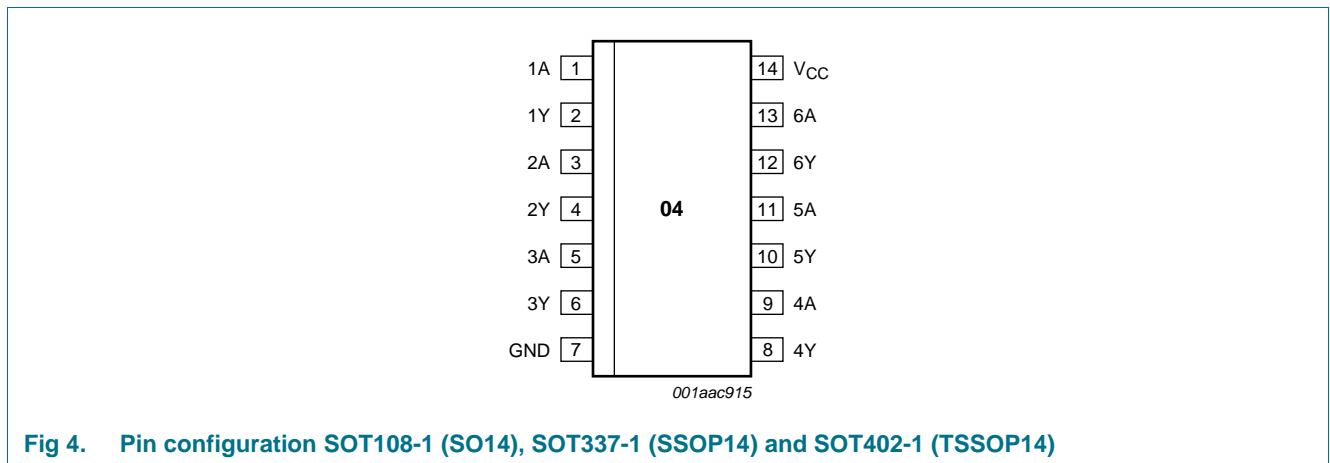 1A 1 14 VCC
1Y 2 13 6A
2A 3 12 6Y
2Y 4 04 11 5A
3A 5 10 5Y
3Y 6 9 4A
GND 7 8 4Y
001aac915
Fig 4. Pin configuration SOT108-1 (SO14), SOT337-1 (SSOP14) and SOT402-1 (TSSOP14)